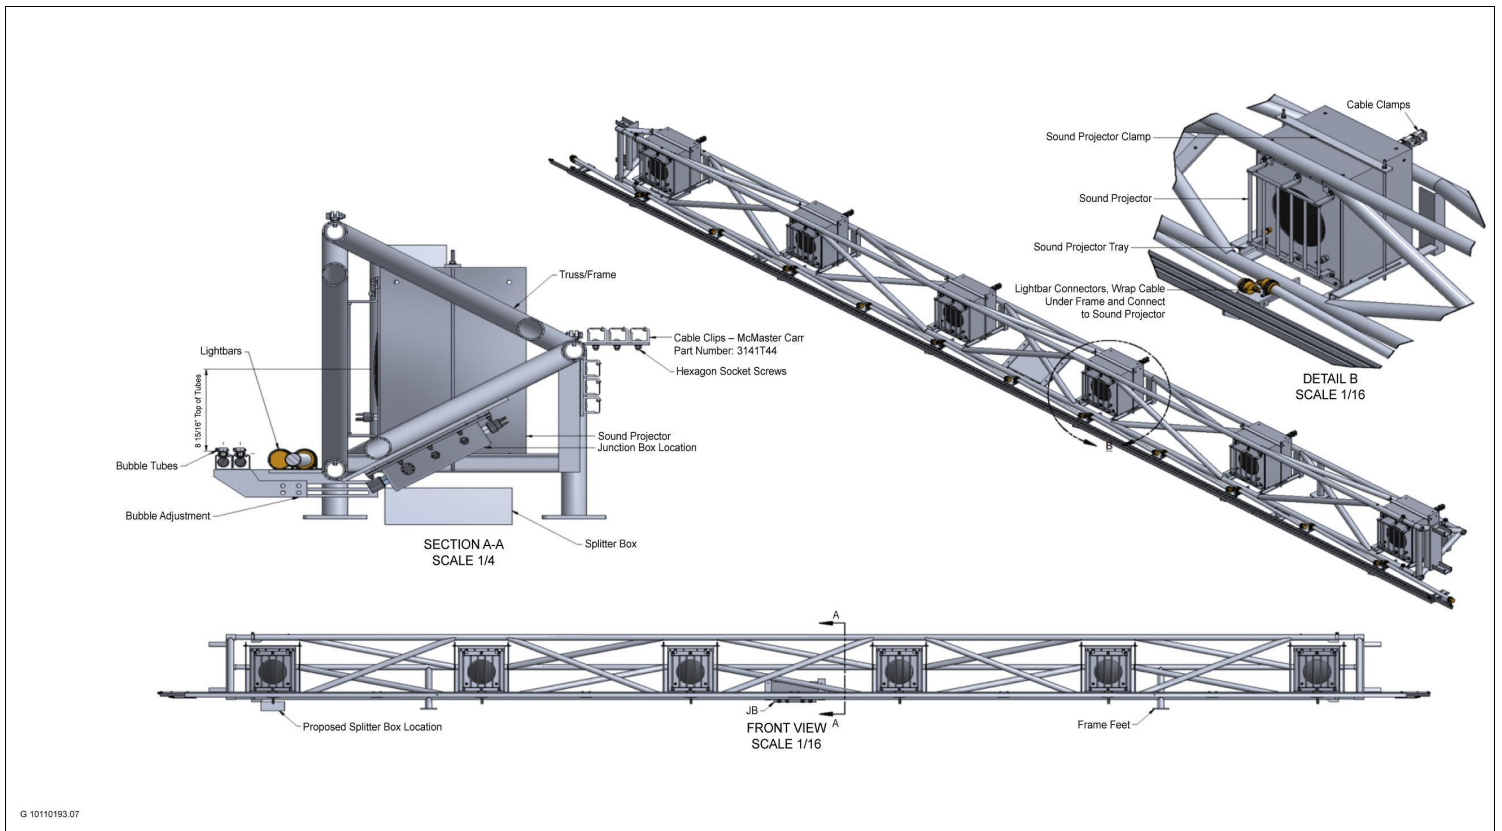 Cable Clamps
Sound Projector Clamp
Sound Projector
Sound Projector Tray
Lightbar Connectors, Wrap Cable
Under Frame and Connect
to Sound Projector
DETAIL B
SCALE 1/16
B
Truss/Frame
Cable Clips – McMaster Carr
Part Number: 3141T44
Hexagon Socket Screws
Lightbars
8 15/16" Top of Tubes
Sound Projector
Junction Box Location
Bubble Tubes
Bubble Adjustment
Splitter Box
SECTION A-A
SCALE 1/4
A
JB
A
Proposed Splitter Box Location
Frame Feet
FRONT VIEW
SCALE 1/16
G 10110193.07